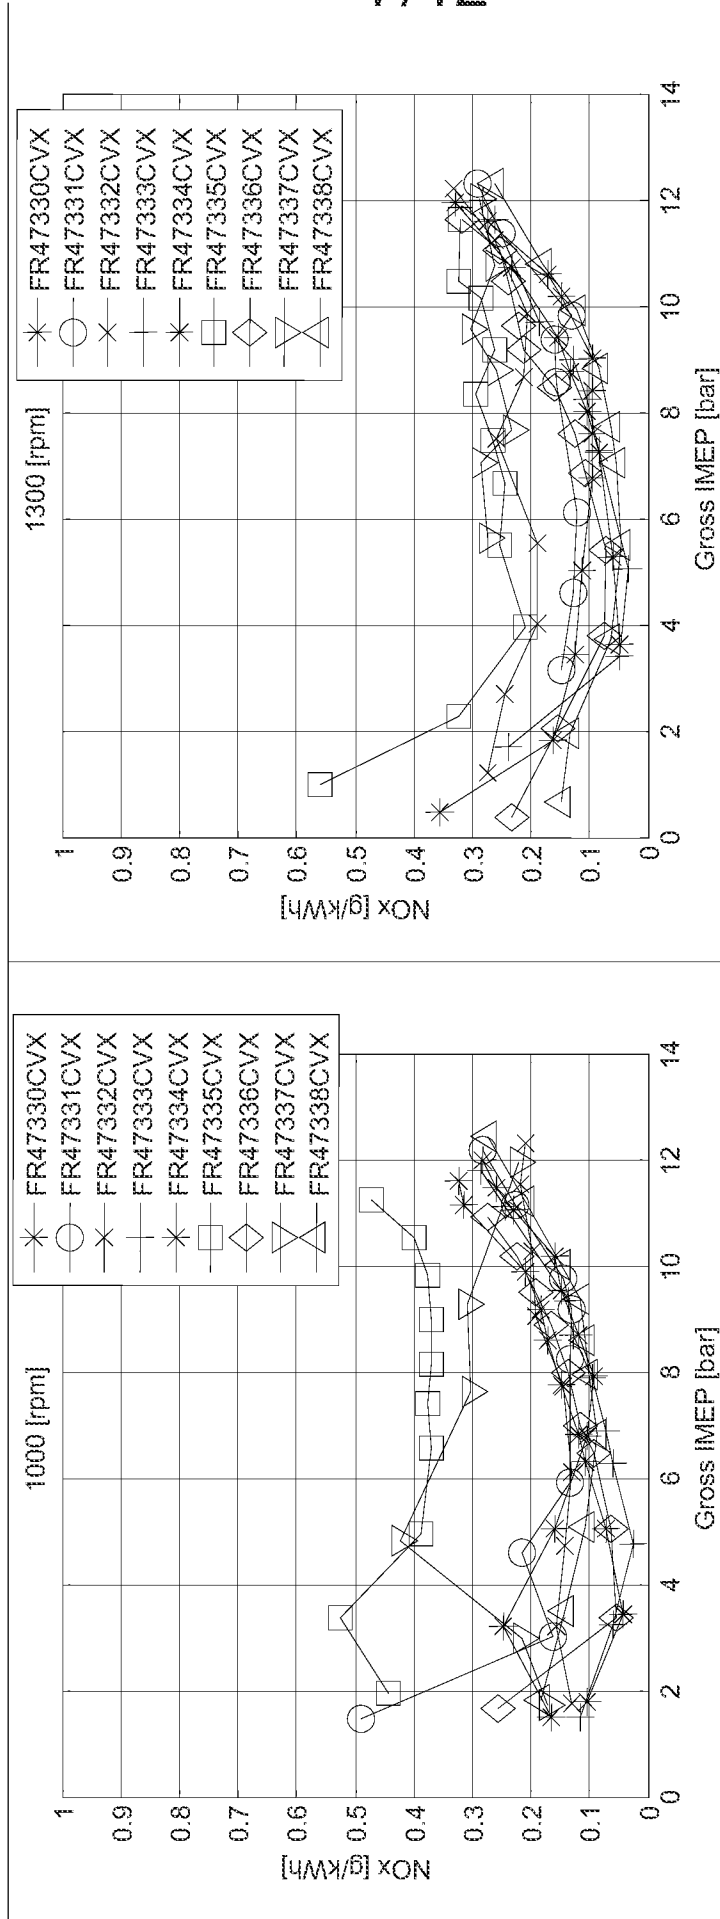 1000 [rpm]
FR47330CVX
FR47331CVX
FR47332CVX
FR47333CVX
FR47334CVX
FR47335CVX
FR47336CVX
FR47337CVX
FR47338CVX
NOx [g/kWh]
1
0.9
0.8
0.7
0.6
0.5
0.4
0.3
0.2
0.1
0
0 2 4 6 8 10 12 14
Gross IMEP [bar]
1300 [rpm]
FR47330CVX
FR47331CVX
FR47332CVX
FR47333CVX
FR47334CVX
FR47335CVX
FR47336CVX
FR47337CVX
FR47338CVX
NOx [g/kWh]
1
0.9
0.8
0.7
0.6
0.5
0.4
0.3
0.2
0.1
0
0 2 4 6 8 10 12 14
Gross IMEP [bar]